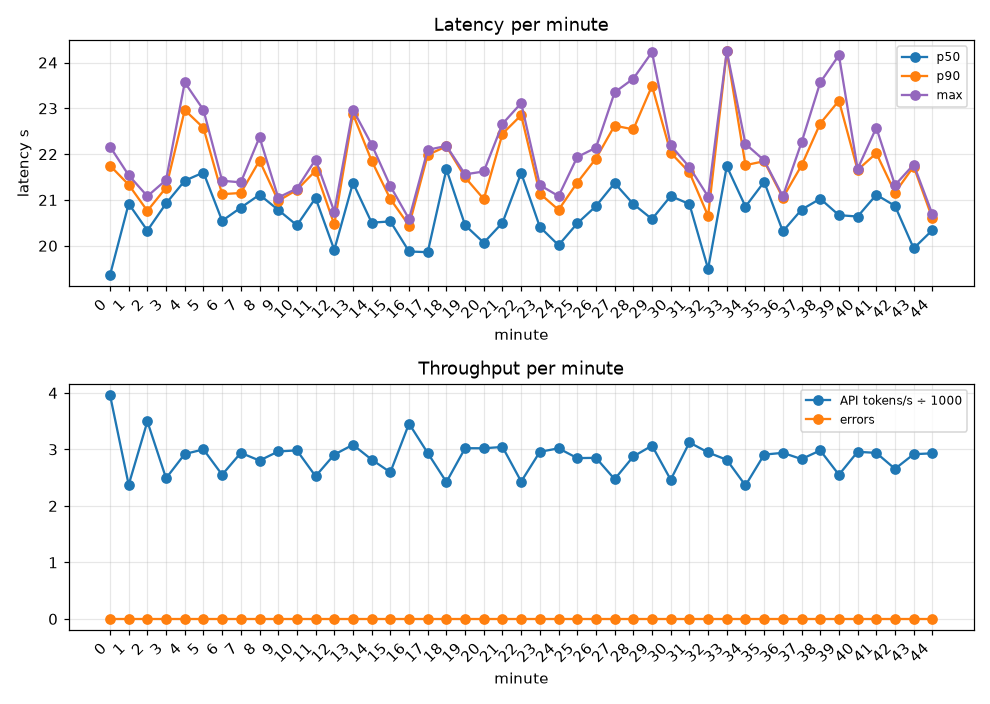 Latency per minute
24
23
22
21
20
latency s
p50
p90
max
0 1 2 3 4 5 6 7 8 9 10 11 12 13 14 15 16 17 18 19 20 21 22 23 24 25 26 27 28 29 30 31 32 33 34 35 36 37 38 39 40 41 42 43 44
minute
Throughput per minute
4
3
2
1
0
API tokens/s ÷ 1000
errors
0 1 2 3 4 5 6 7 8 9 10 11 12 13 14 15 16 17 18 19 20 21 22 23 24 25 26 27 28 29 30 31 32 33 34 35 36 37 38 39 40 41 42 43 44
minute